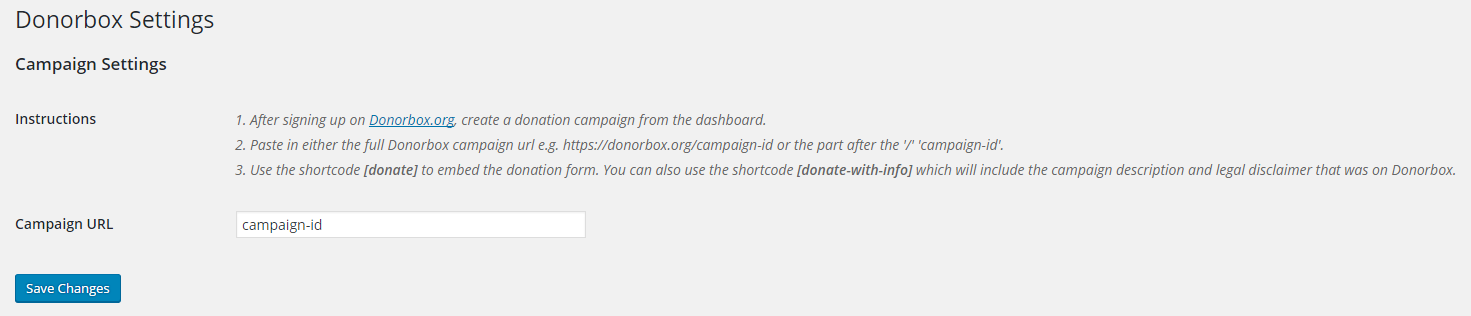 Donorbox Settings
Campaign Settings
Instructions
1. After signing up on Donorbox.org, create a donation campaign from the dashboard.
2. Paste in either the full Donorbox campaign url e.g. https://donorbox.org/campaign-id or the part after the '/' 'campaign-id'.
3. Use the shortcode [donate] to embed the donation form. You can also use the shortcode [donate-with-info] which will include the campaign description and legal disclaimer that was on Donorbox.
Campaign URL
campaign-id
Save Changes